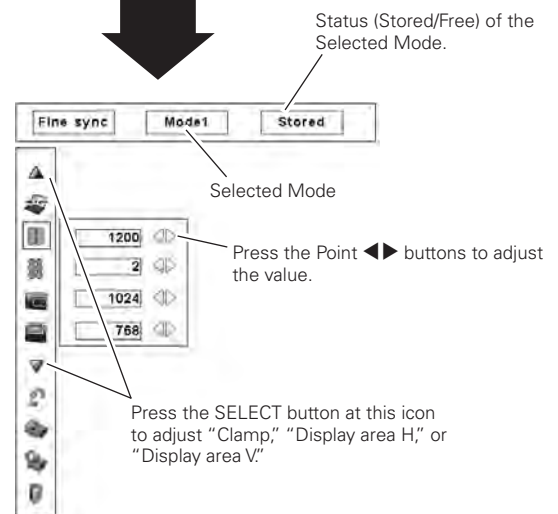 Status (Stored/Free) of the
Selected Mode.
Fine sync
Mode1
Stored
Selected Mode
1200
2
1024
768
Press the Point ◀▶ buttons to adjust
the value.
Press the SELECT button at this icon
to adjust “Clamp,” “Display area H,” or
“Display area V.”